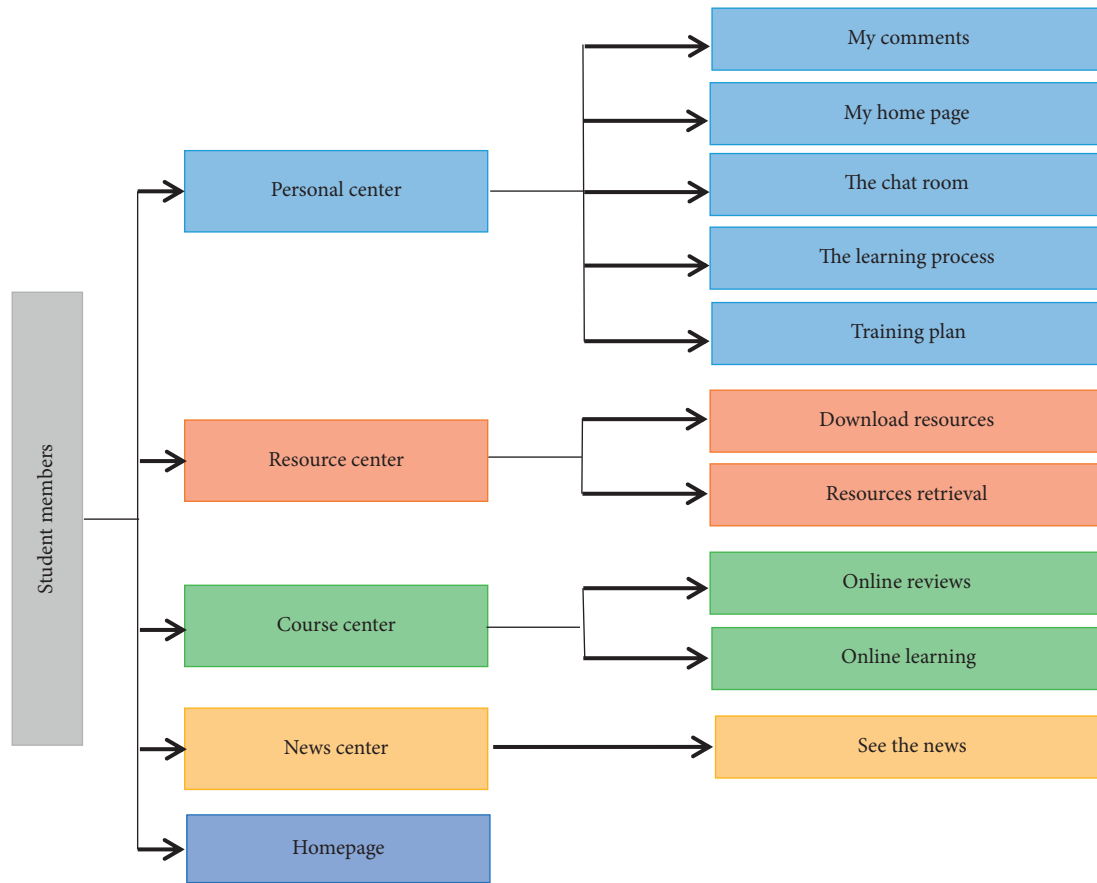 Student members
Personal center
My comments
My home page
The chat room
The learning process
Training plan
Resource center
Download resources
Resources retrieval
Course center
Online reviews
Online learning
News center
See the news
Homepage